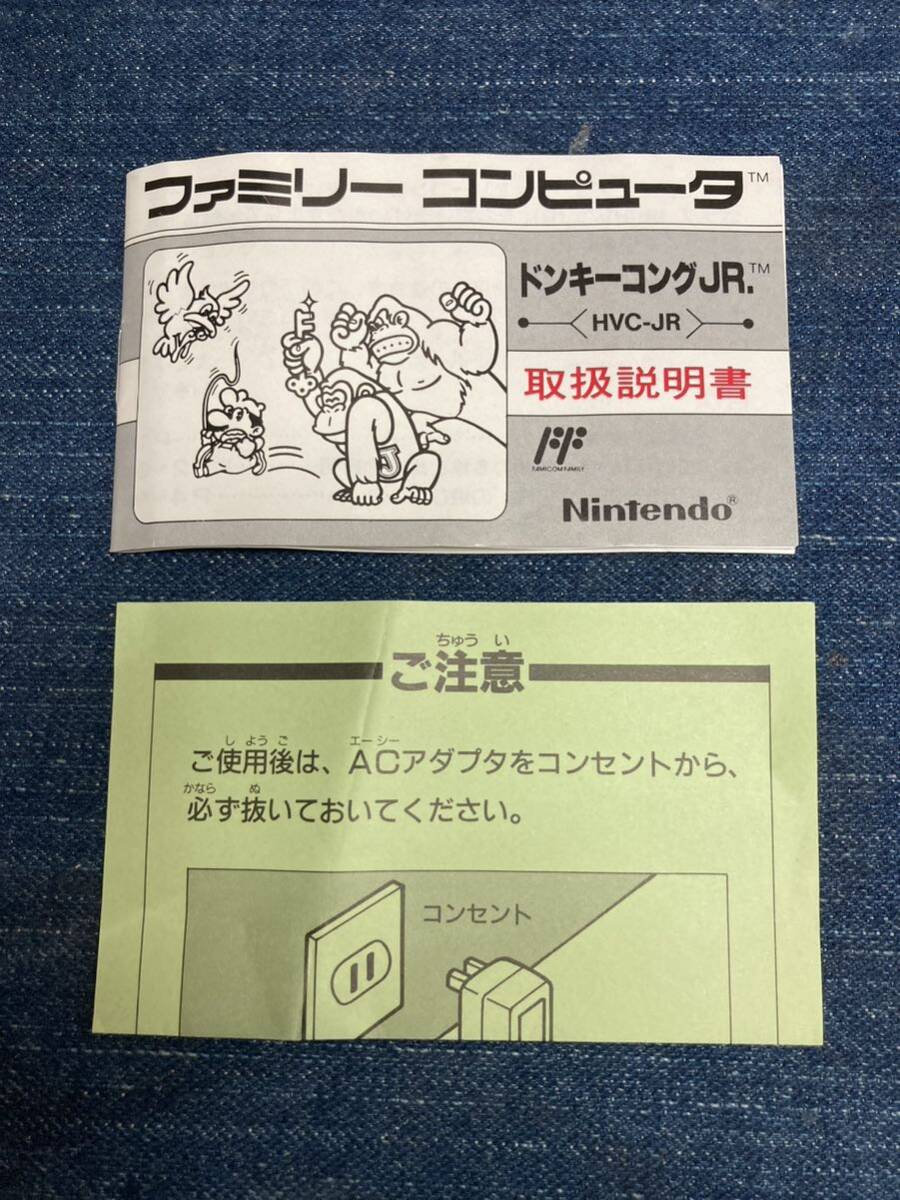 ファミリー コンピュータ™
ドンキーコングJR.™
HVC-JR
取扱説明書
FF
FAMICOM FAMILY
Nintendo®
J
ちゅう い
ご注意
し よう ご エーシー
ご使用後は、ACアダプタをコンセントから、
かなら ぬ
必ず抜いておいてください。
コンセント